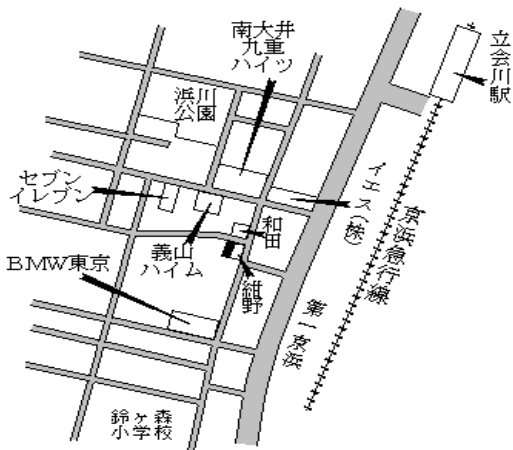 南大井
九重
ハイツ
立会川駅
浜川
公園
セブン
イレブン
イエス(株)
京浜急行線
和田
義山
ハイム
紺野
BMW東京
第一京浜
鈴ヶ森
小学校